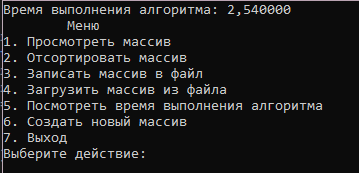 Время выполнения алгоритма: 2,540000
Меню
1. Просмотреть массив
2. Отсортировать массив
3. Записать массив в файл
4. Загрузить массив из файла
5. Посмотреть время выполнения алгоритма
6. Создать новый массив
7. Выход
Выберите действие: